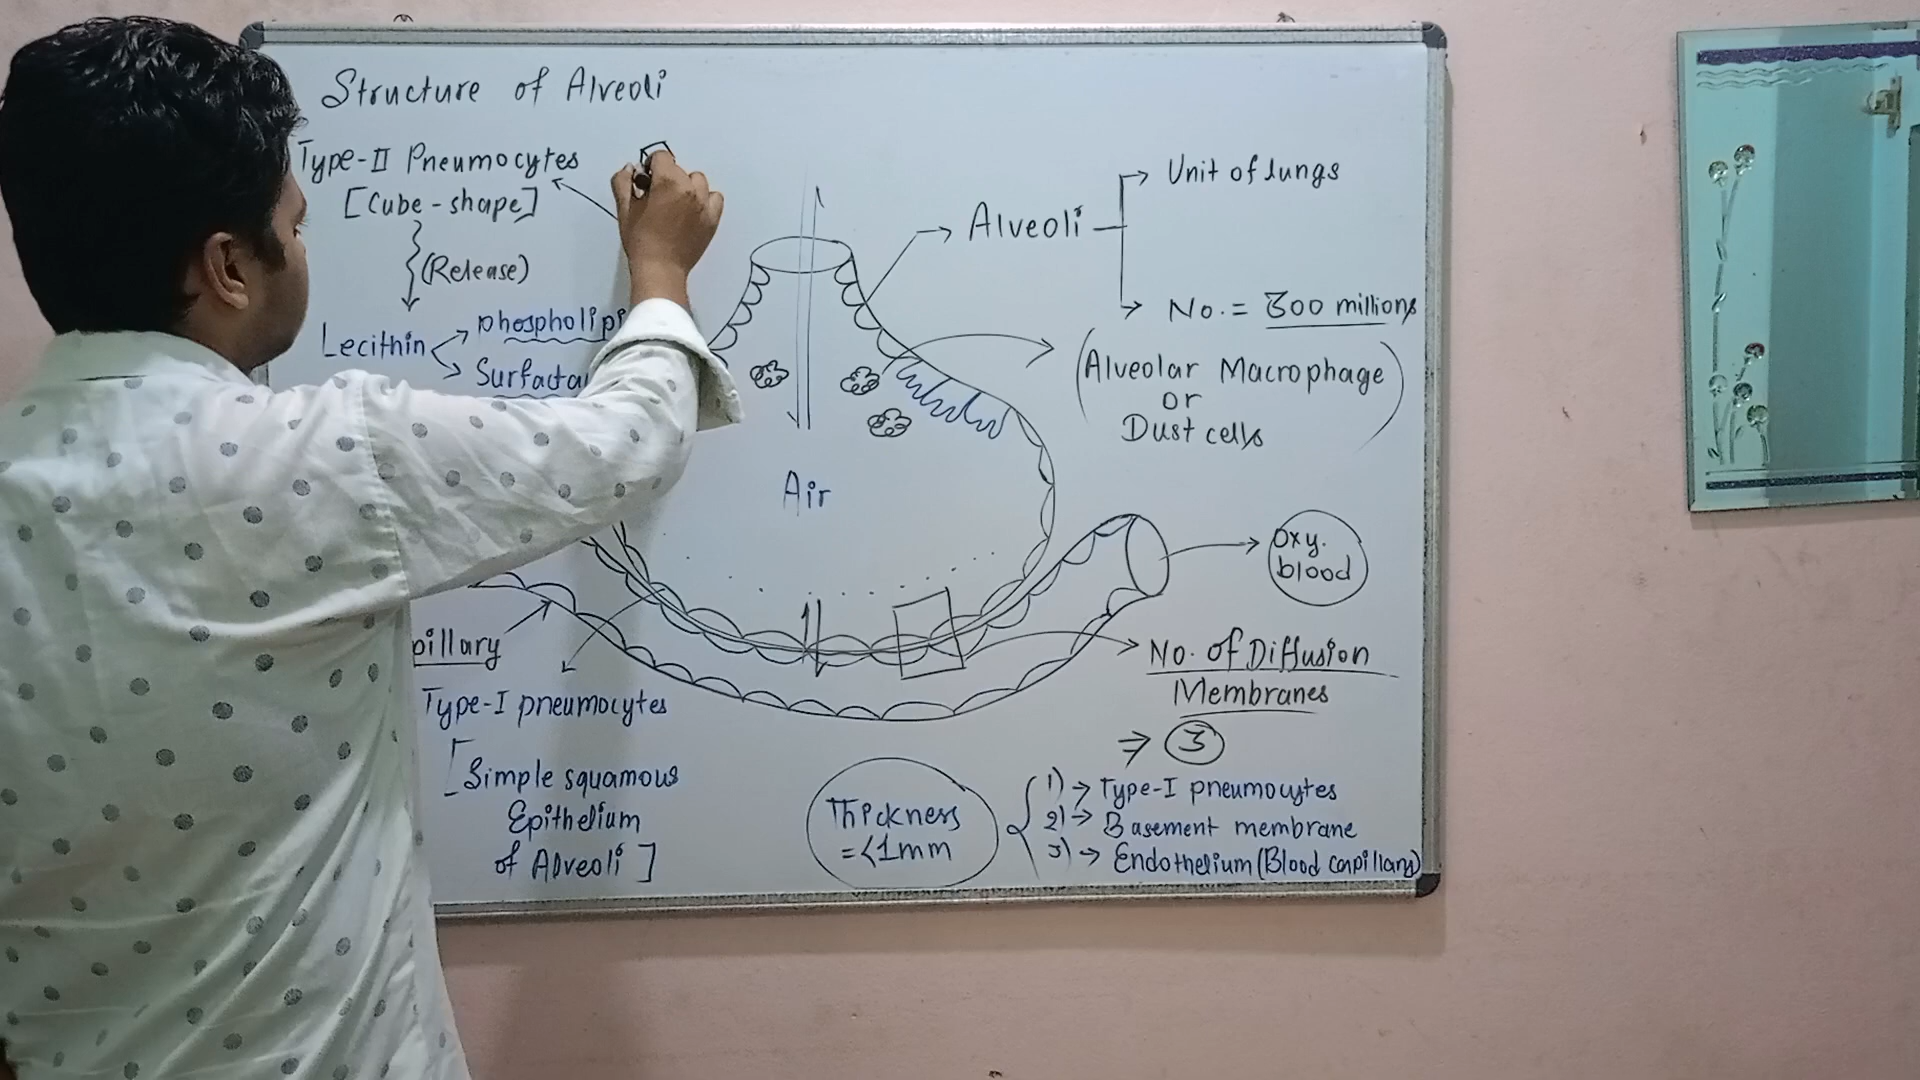 Structure of Alveoli
Type-II Pneumocytes
[Cube-shape]
(Release)
Lecithin
phospholipi
Surfacta
Alveoli
Unit of lungs
No. = 300 millions
(Alveolar Macrophage)
or
Dust cells
Air
Oxy.
blood
pillary
Type-I pneumocytes
[Simple squamous
Epithelium
of Alveoli]
No. of Diffusion
Membranes
⇒ 3
Thickness
=<1mm
1) → Type-I pneumocytes
2) → Basement membrane
3) → Endothelium (Blood capillary)